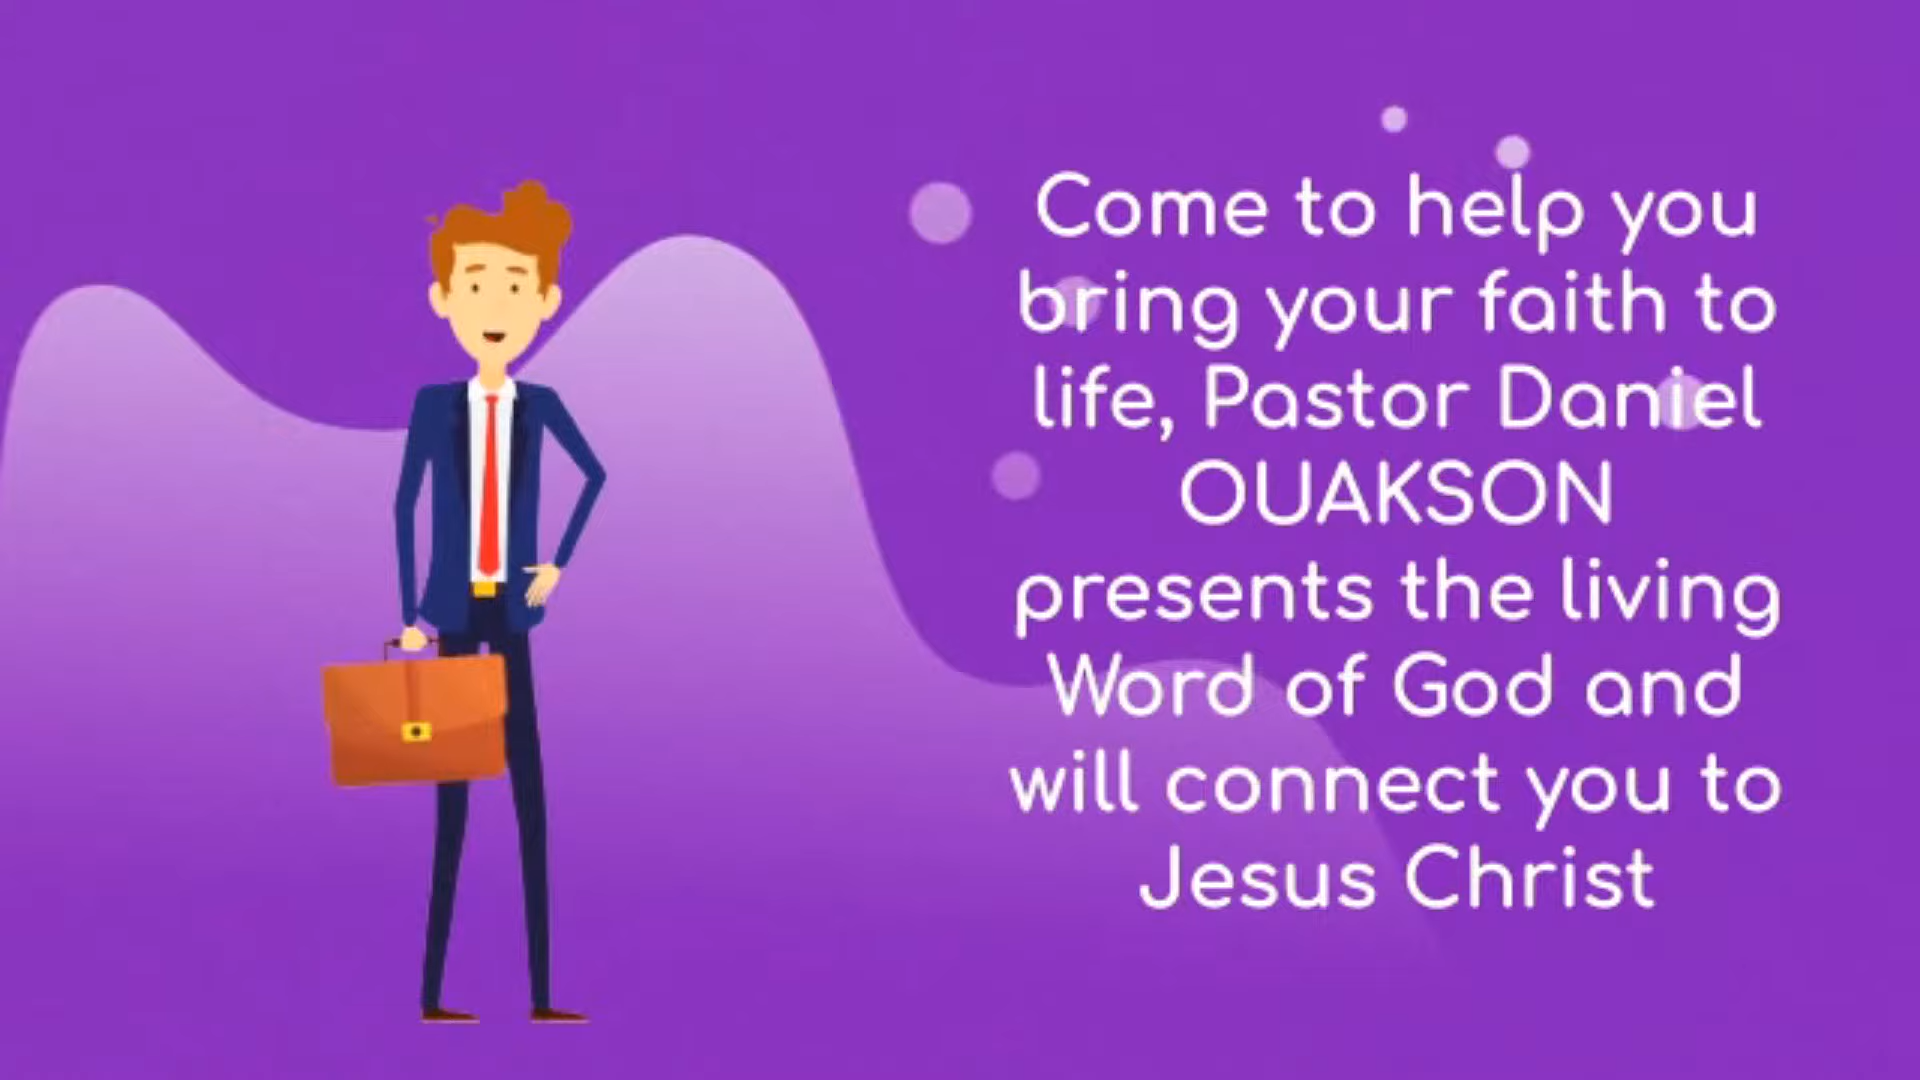 Come to help you
bring your faith to
life, Pastor Daniel
OUAKSON
presents the living
Word of God and
will connect you to
Jesus Christ